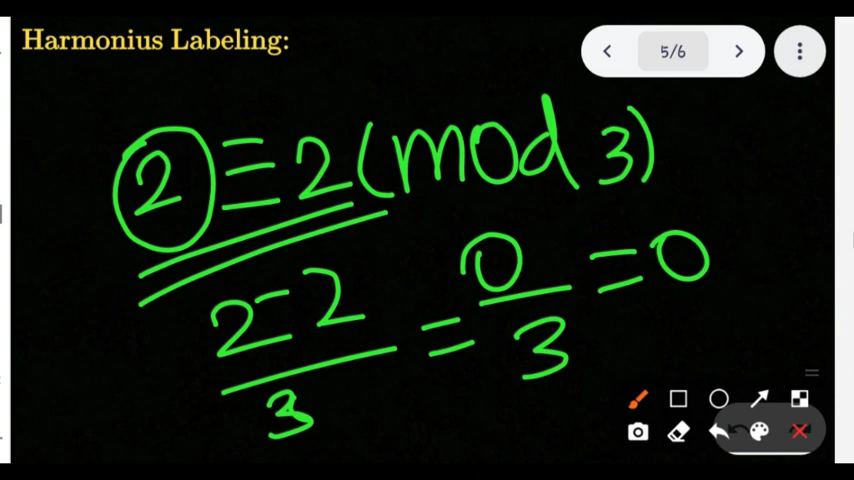 Harmonius Labeling:
5/6
2 ≡ 2 (mod 3)
2-2/3 = 0/3 = 0